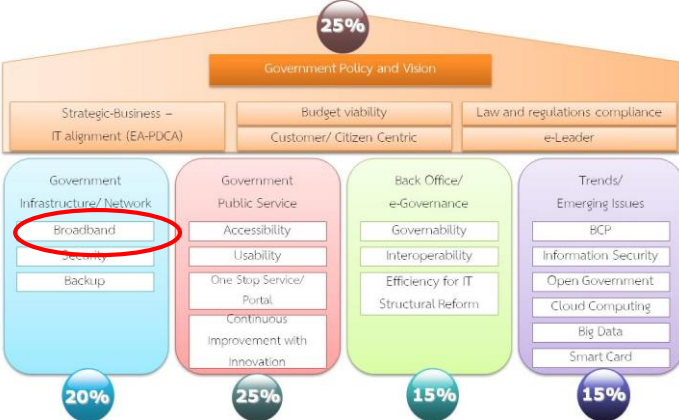 25%
Government Policy and Vision
Strategic-Business –
IT alignment (EA-PDCA)
Budget viability
Customer/ Citizen Centric
Law and regulations compliance
e-Leader
Government
Infrastructure/ Network
Broadband
Security
Backup
20%
Government
Public Service
Accessibility
Usability
One Stop Service/
Portal
Continuous
Improvement with
Innovation
25%
Back Office/
e-Governance
Governability
Interoperability
Efficiency for IT
Structural Reform
15%
Trends/
Emerging Issues
BCP
Information Security
Open Government
Cloud Computing
Big Data
Smart Card
15%